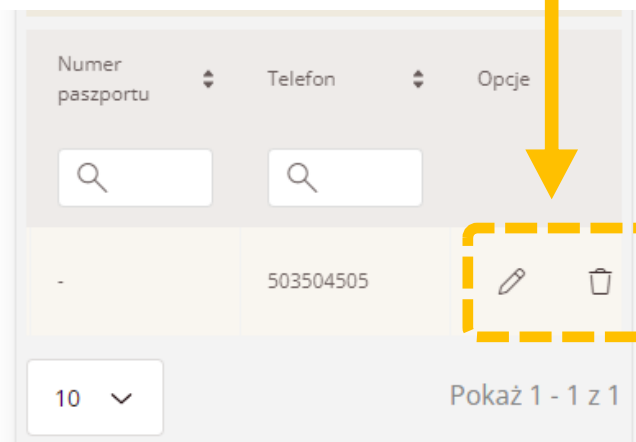 Numer
paszportu
Telefon
Opcje
-
503504505
10
Pokaż 1 - 1 z 1